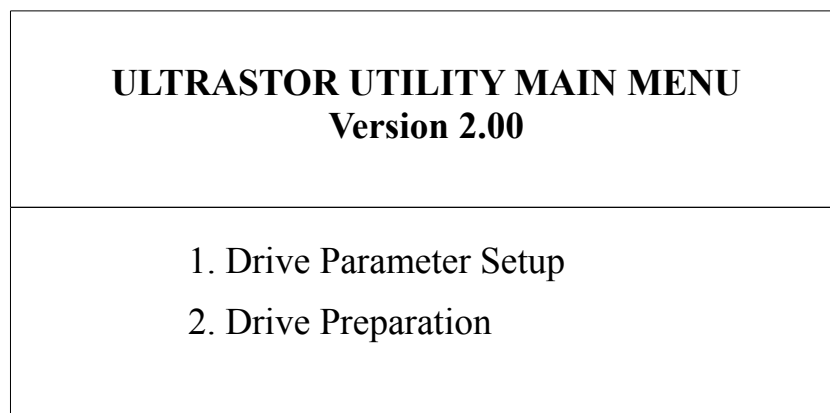 ULTRASTOR UTILITY MAIN MENU
Version 2.00
1. Drive Parameter Setup
2. Drive Preparation